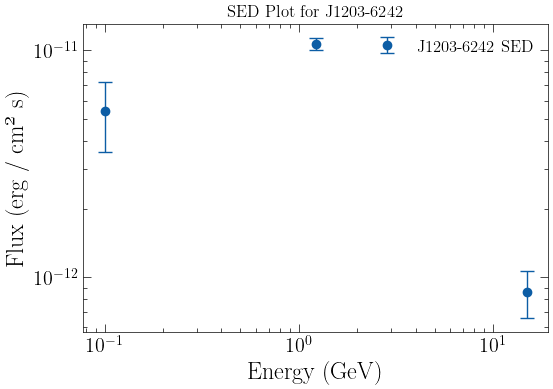 SED Plot for J1203-6242
10⁻¹¹
J1203-6242 SED
Flux (erg / cm² s)
10⁻¹²
10⁻¹ 10⁰ 10¹
Energy (GeV)